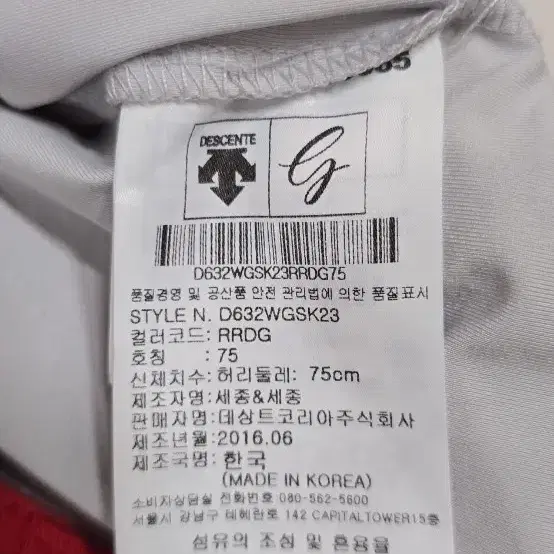 DESCENTE
D632WGSK23RRDG75
품질경영 및 공산품 안전 관리법에 의한 품질표시
STYLE N. D632WGSK23
컬러코드: RRDG
호칭 : 75
신체치수: 허리둘레: 75cm
제조자명: 세종&세종
판매자명: 데상트코리아주식회사
제조년월: 2016.06
제조국명: 한국
(MADE IN KOREA)
소비자상담실 전화번호 080-562-5600
서울시 강남구 테헤란로 142 CAPITALTOWER15층
섬유의 조성 및 혼용율